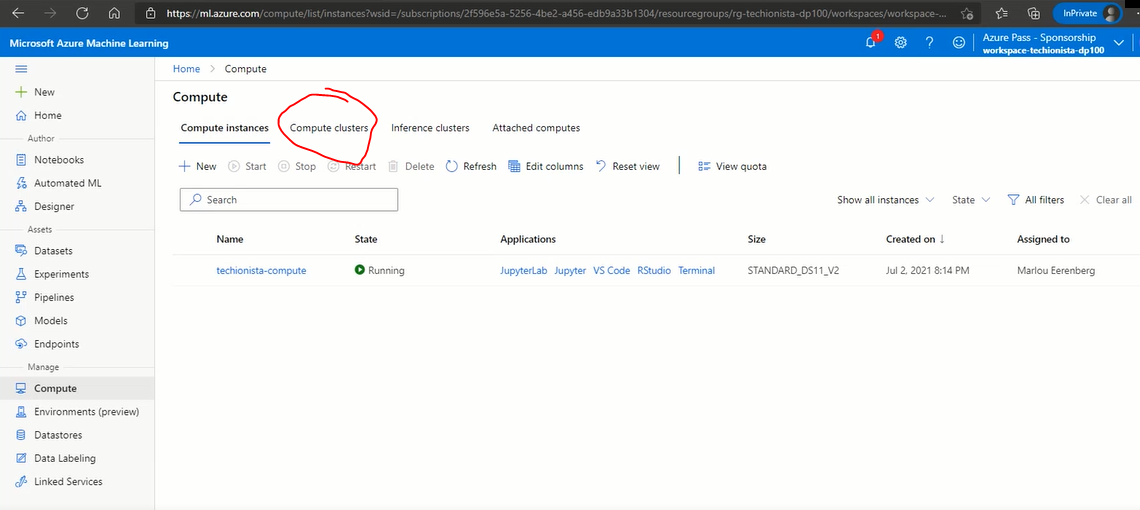 https://ml.azure.com/compute/list/instances?wsid=/subscriptions/2f596e5a-5256-4be2-a456-edb9a33b1304/resourcegroups/rg-techionista-dp100/workspaces/workspace-...
InPrivate
Microsoft Azure Machine Learning
1
Azure Pass - Sponsorship
workspace-techionista-dp100
New
Home
Author
Notebooks
Automated ML
Designer
Assets
Datasets
Experiments
Pipelines
Models
Endpoints
Manage
Compute
Environments (preview)
Datastores
Data Labeling
Linked Services
Home > Compute
Compute
Compute instances Compute clusters Inference clusters Attached computes
New Start Stop Restart Delete Refresh Edit columns Reset view View quota
Search
Show all instances State All filters Clear all
Name State Applications Size Created on ↓ Assigned to
techionista-compute Running JupyterLab Jupyter VS Code RStudio Terminal STANDARD_DS11_V2 Jul 2, 2021 8:14 PM Marlou Eerenberg